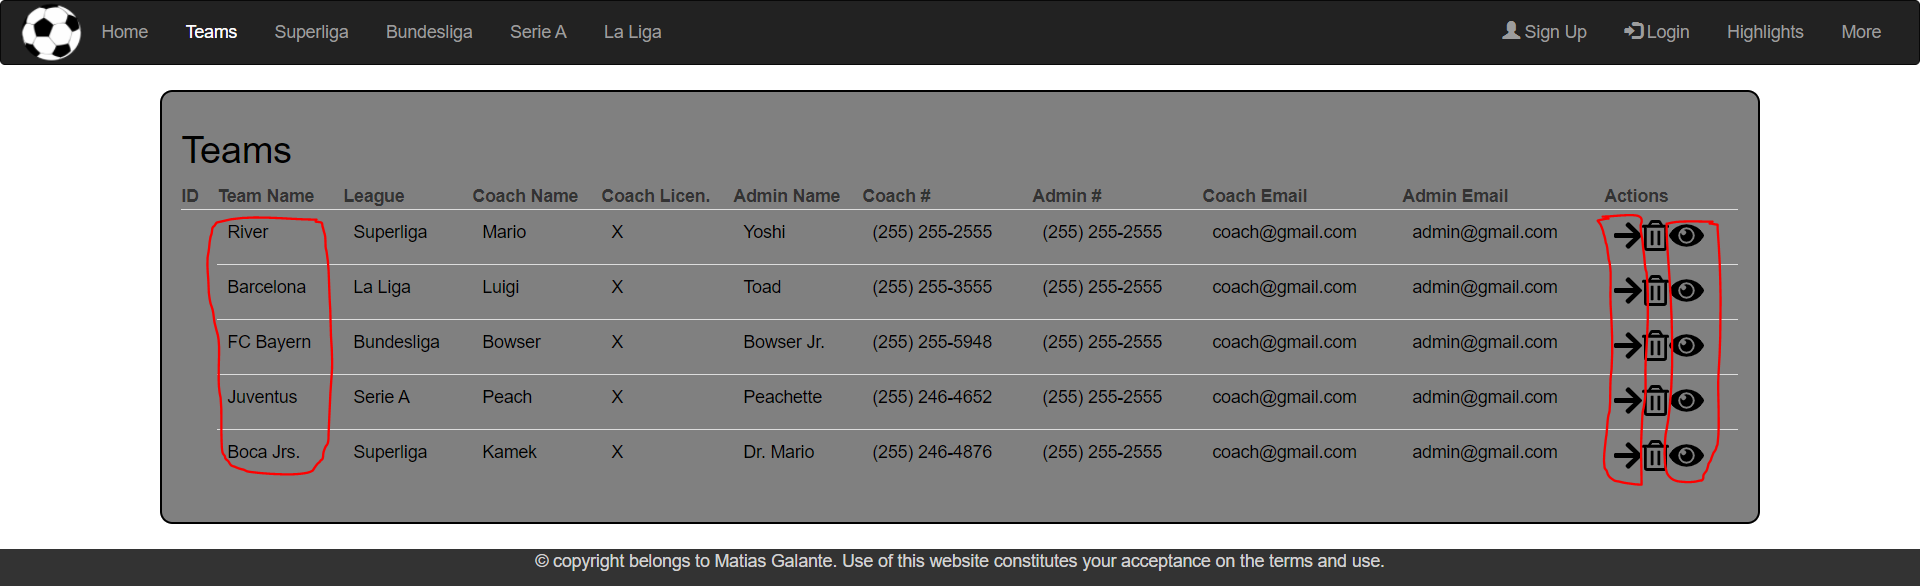 Home Teams Superliga Bundesliga Serie A La Liga Sign Up Login Highlights More
Teams
ID Team Name League Coach Name Coach Licen. Admin Name Coach # Admin # Coach Email Admin Email Actions
River Superliga Mario X Yoshi (255) 255-2555 (255) 255-2555 coach@gmail.com admin@gmail.com
Barcelona La Liga Luigi X Toad (255) 255-3555 (255) 255-2555 coach@gmail.com admin@gmail.com
FC Bayern Bundesliga Bowser X Bowser Jr. (255) 255-5948 (255) 255-2555 coach@gmail.com admin@gmail.com
Juventus Serie A Peach X Peachette (255) 246-4652 (255) 255-2555 coach@gmail.com admin@gmail.com
Boca Jrs. Superliga Kamek X Dr. Mario (255) 246-4876 (255) 255-2555 coach@gmail.com admin@gmail.com
© copyright belongs to Matias Galante. Use of this website constitutes your acceptance on the terms and use.